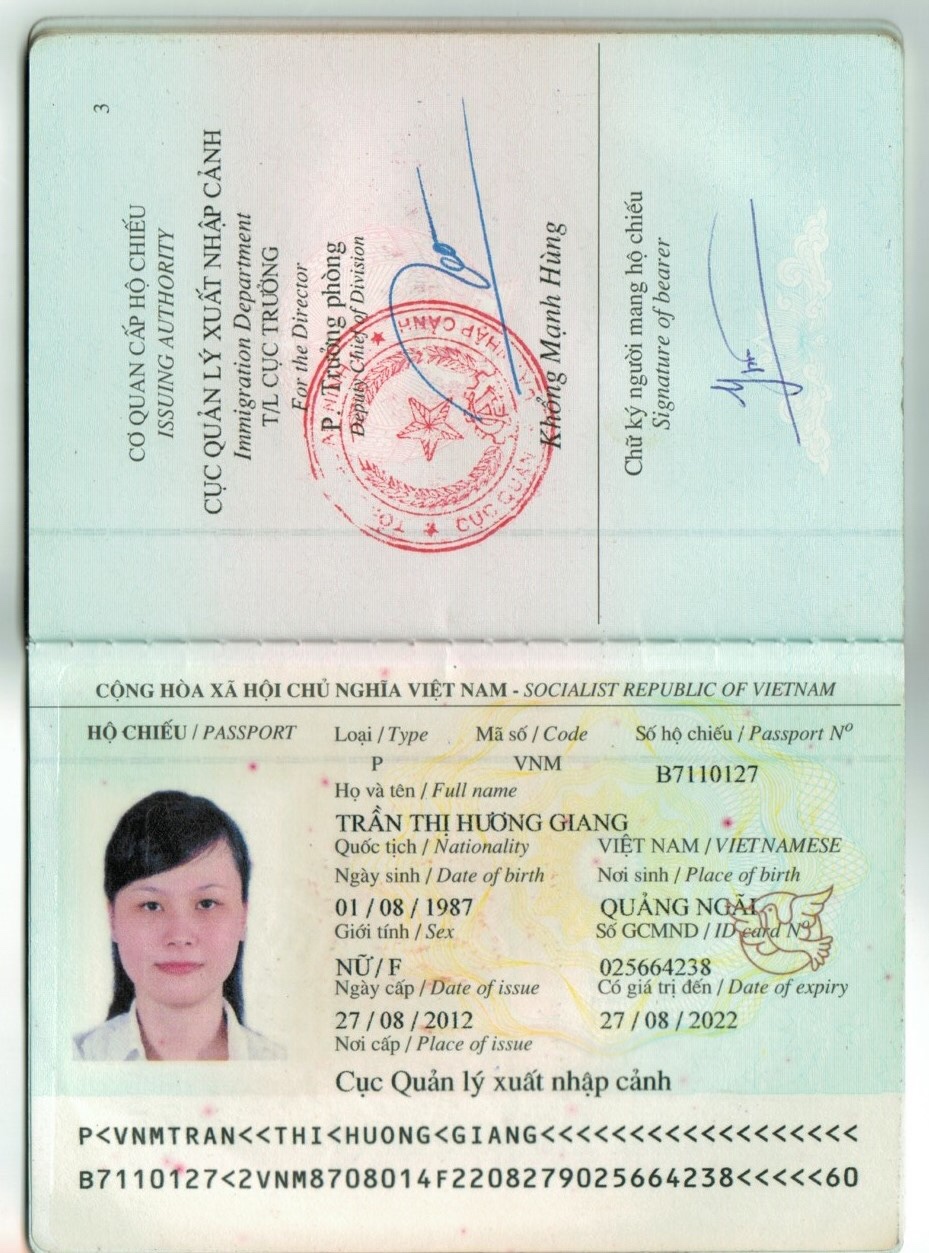 3
CƠ QUAN CẤP HỘ CHIẾU
ISSUING AUTHORITY
CỤC QUẢN LÝ XUẤT NHẬP CẢNH
Immigration Department
T/L CỤC TRƯỞNG
For the Director
P. Trưởng phòng
Deputy Chief of Division
CỤC QUẢN
NHẬP CẢNH
Khổng Mạnh Hùng
Chữ ký người mang hộ chiếu
Signature of bearer
CỘNG HÒA XÃ HỘI CHỦ NGHĨA VIỆT NAM - SOCIALIST REPUBLIC OF VIETNAM
HỘ CHIẾU / PASSPORT Loại / Type Mã số / Code Số hộ chiếu / Passport Nº
P VNM B7110127
Họ và tên / Full name
TRẦN THỊ HƯƠNG GIANG
Quốc tịch / Nationality VIỆT NAM / VIETNAMESE
Ngày sinh / Date of birth Nơi sinh / Place of birth
01 / 08 / 1987 QUẢNG NGÃI
Giới tính / Sex Số GCMND / ID card Nº
NỮ / F 025664238
Ngày cấp / Date of issue Có giá trị đến / Date of expiry
27 / 08 / 2012 27 / 08 / 2022
Nơi cấp / Place of issue
Cục Quản lý xuất nhập cảnh
P<VNMTRAN<<THI<HUONG<GIANG<<<<<<<<<<<<<<<<<<
B7110127<2VNM8708014F2208279025664238<<<<<60